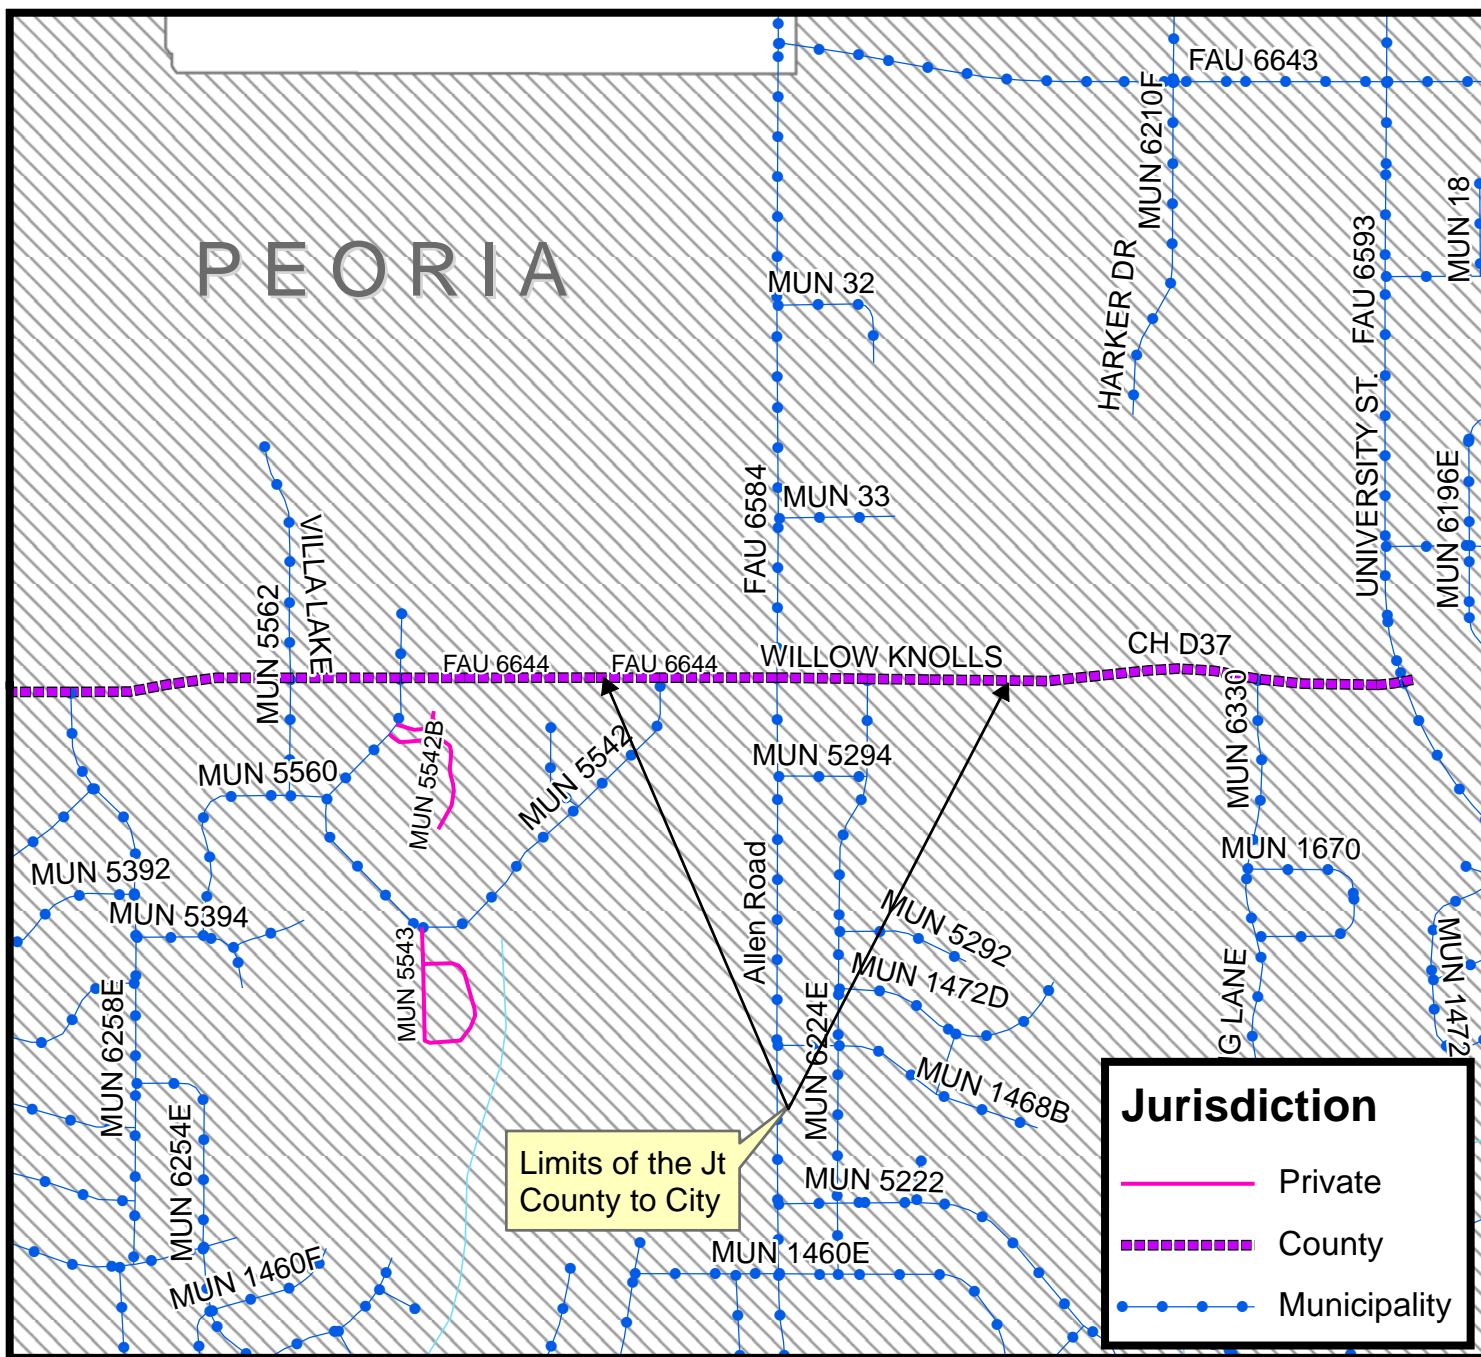 FAU 6643
MUN 6210F
MUN 18
FAU 6593
PEORIA
HARKER DR
MUN 32
UNIVERSITY ST.
MUN 6196E
FAU 6584
MUN 33
VILLA LAKE
MUN 5562
FAU 6644
FAU 6644
WILLOW KNOLLS
CH D37
MUN 6330
MUN 5542B
MUN 5542
MUN 5294
MUN 5560
MUN 1670
MUN 5392
MUN 5394
Allen Road
MUN 5292
MUN 1472D
MUN 1472
MUN 5543
MUN 6258E
MUN 6224E
G LANE
MUN 1468B
MUN 6254E
Limits of the Jt
County to City
MUN 5222
MUN 1460E
MUN 1460F
Jurisdiction
Private
County
Municipality